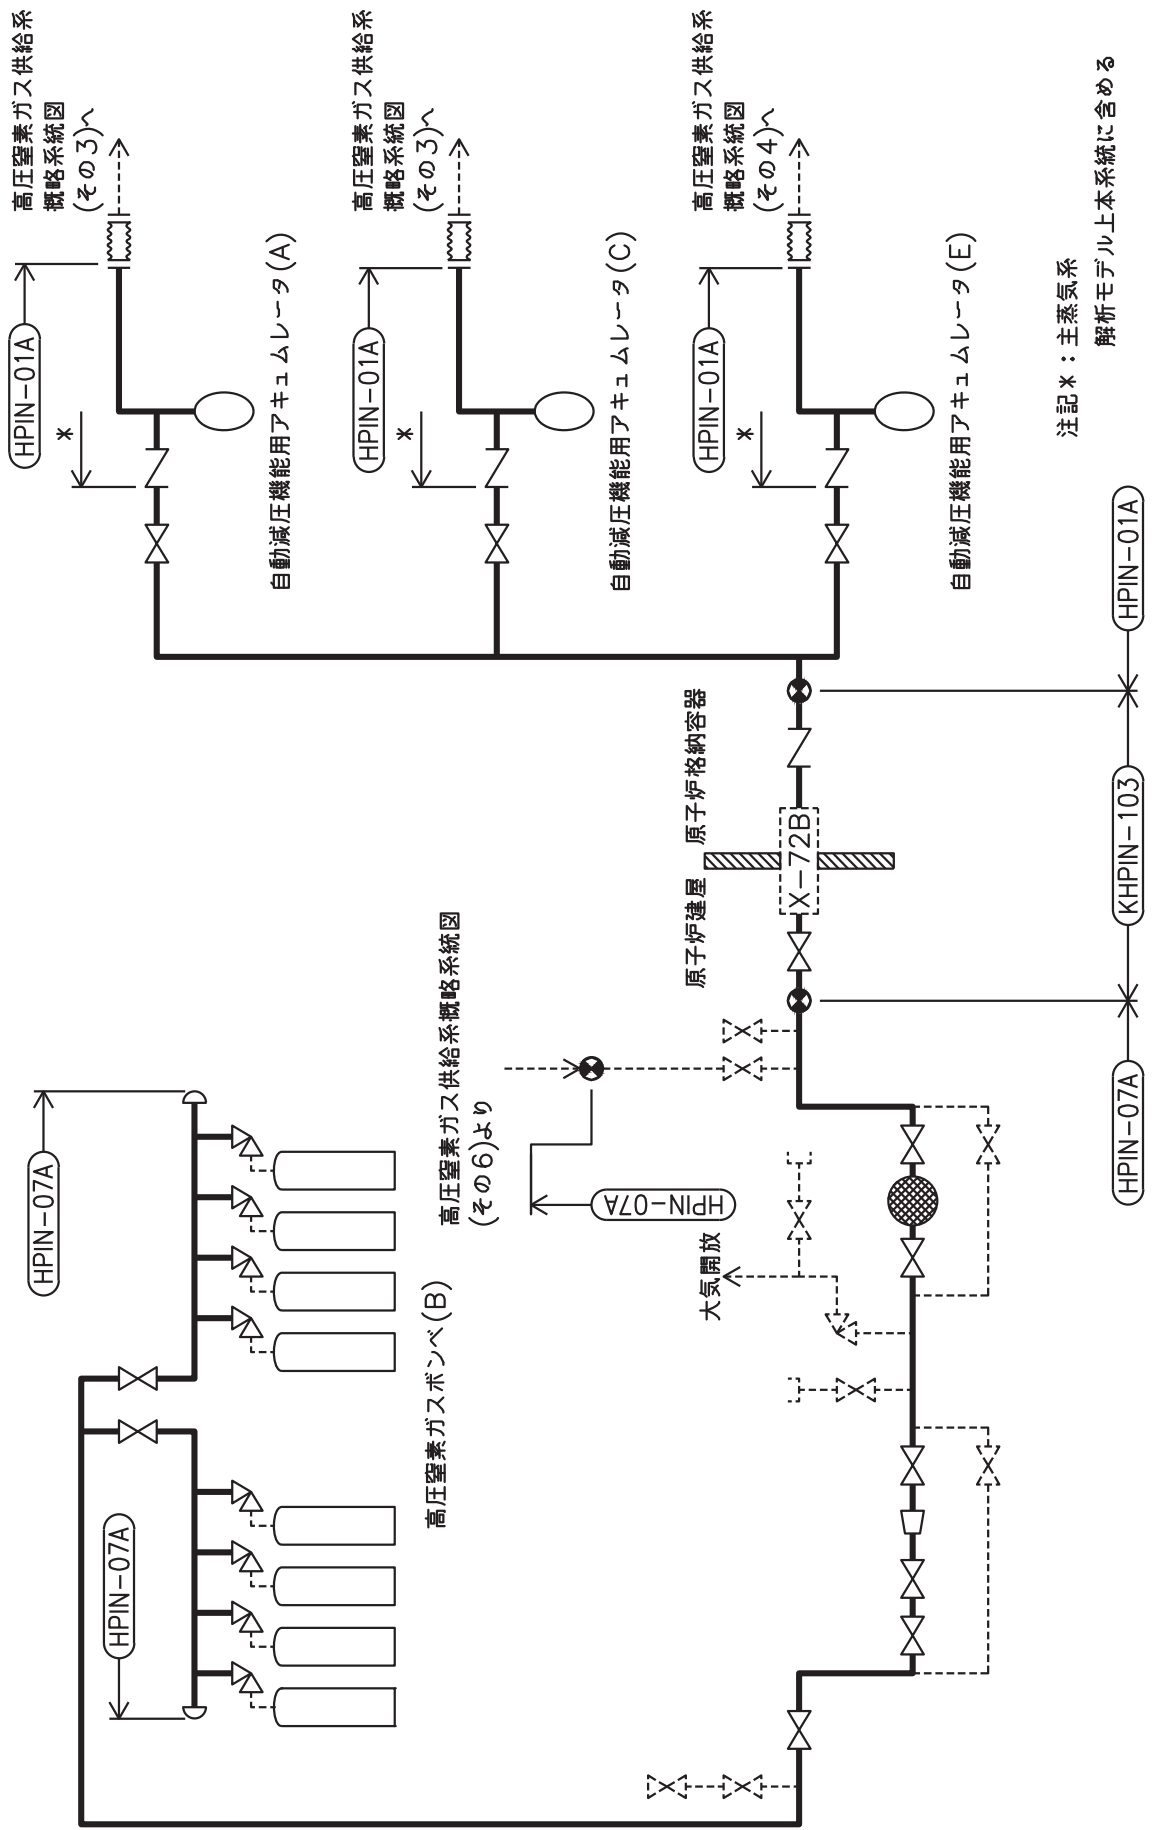 高圧窒素ガス供給系
概略系統図
(その3)へ
HPIN-01A
*
自動減圧機能用アキュムレータ(A)
高圧窒素ガス供給系
概略系統図
(その3)へ
HPIN-01A
*
自動減圧機能用アキュムレータ(C)
高圧窒素ガス供給系
概略系統図
(その4)へ
HPIN-01A
*
自動減圧機能用アキュムレータ(E)
注記*:主蒸気系
解析モデル上本系統に含める
原子炉建屋
原子炉格納容器
X-72B
HPIN-07A
KHPIN-103
HPIN-01A
高圧窒素ガス供給系概略系統図
(その6)より
HPIN-07A
大気開放
HPIN-07A
HPIN-07A
高圧窒素ガスボンベ(B)